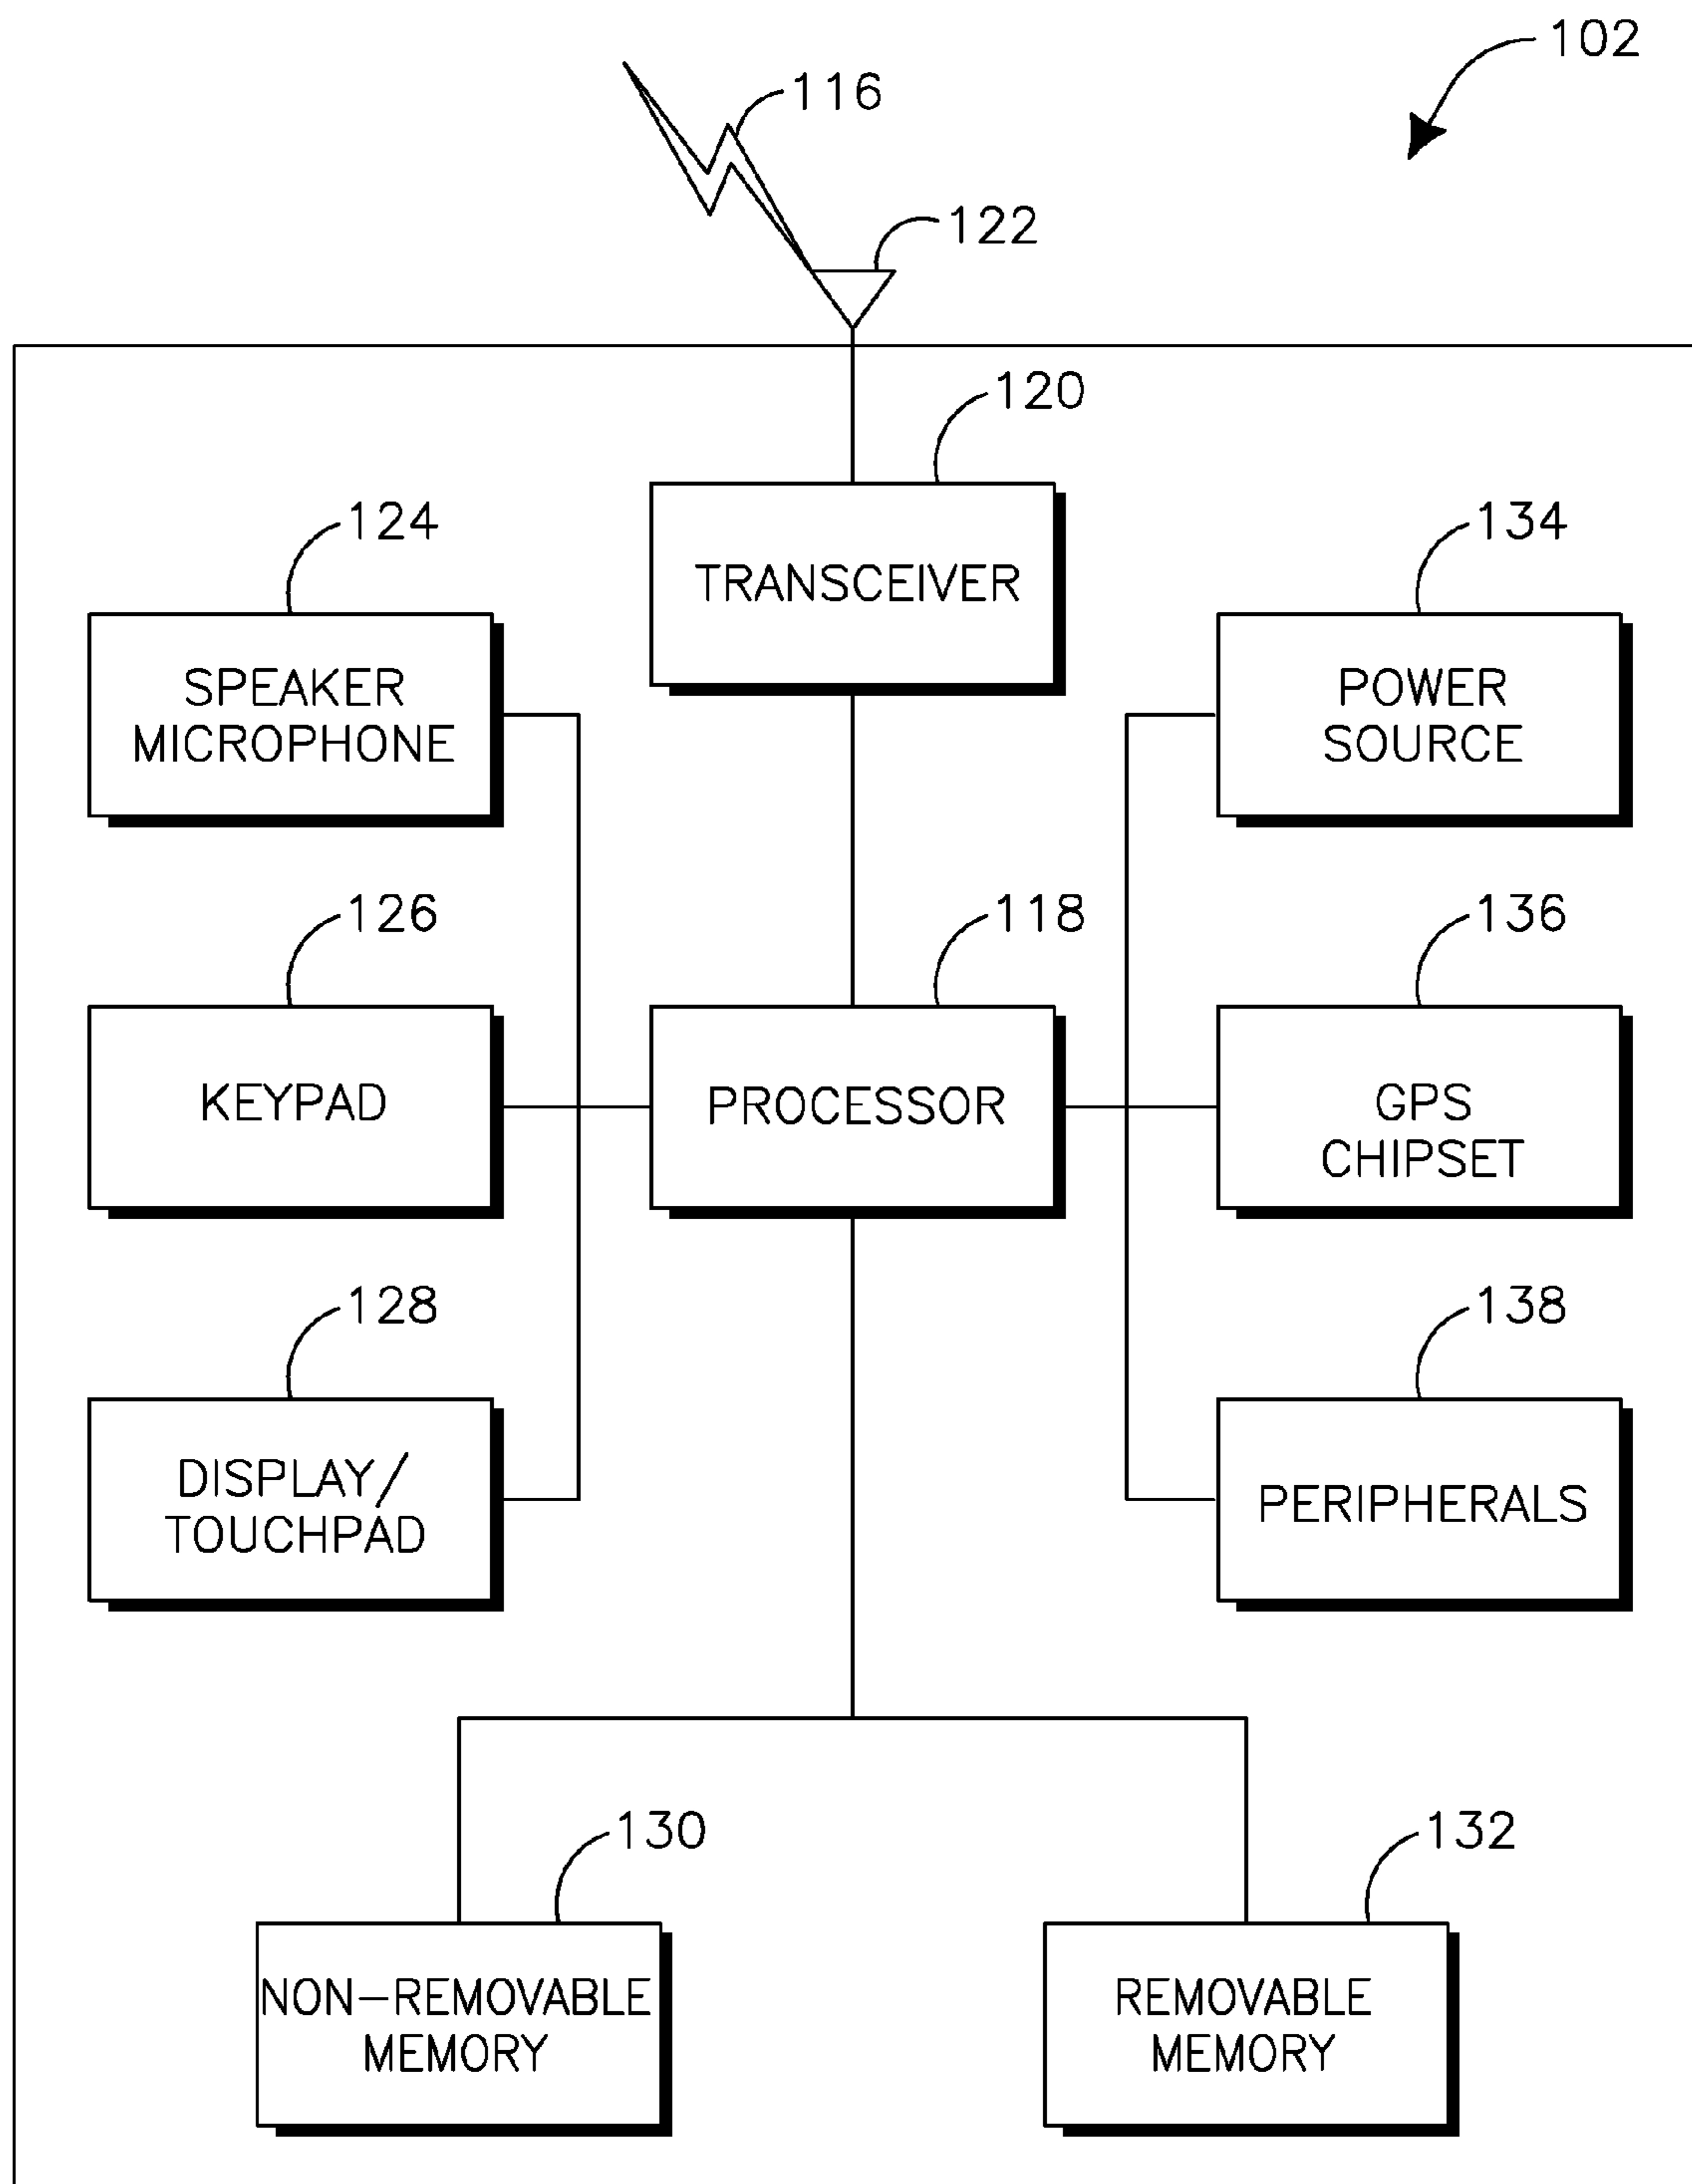 102
116
122
120
TRANSCEIVER
124
SPEAKER
MICROPHONE
134
POWER
SOURCE
126
KEYPAD
118
PROCESSOR
136
GPS
CHIPSET
128
DISPLAY/
TOUCHPAD
138
PERIPHERALS
130
NON-REMOVABLE
MEMORY
132
REMOVABLE
MEMORY